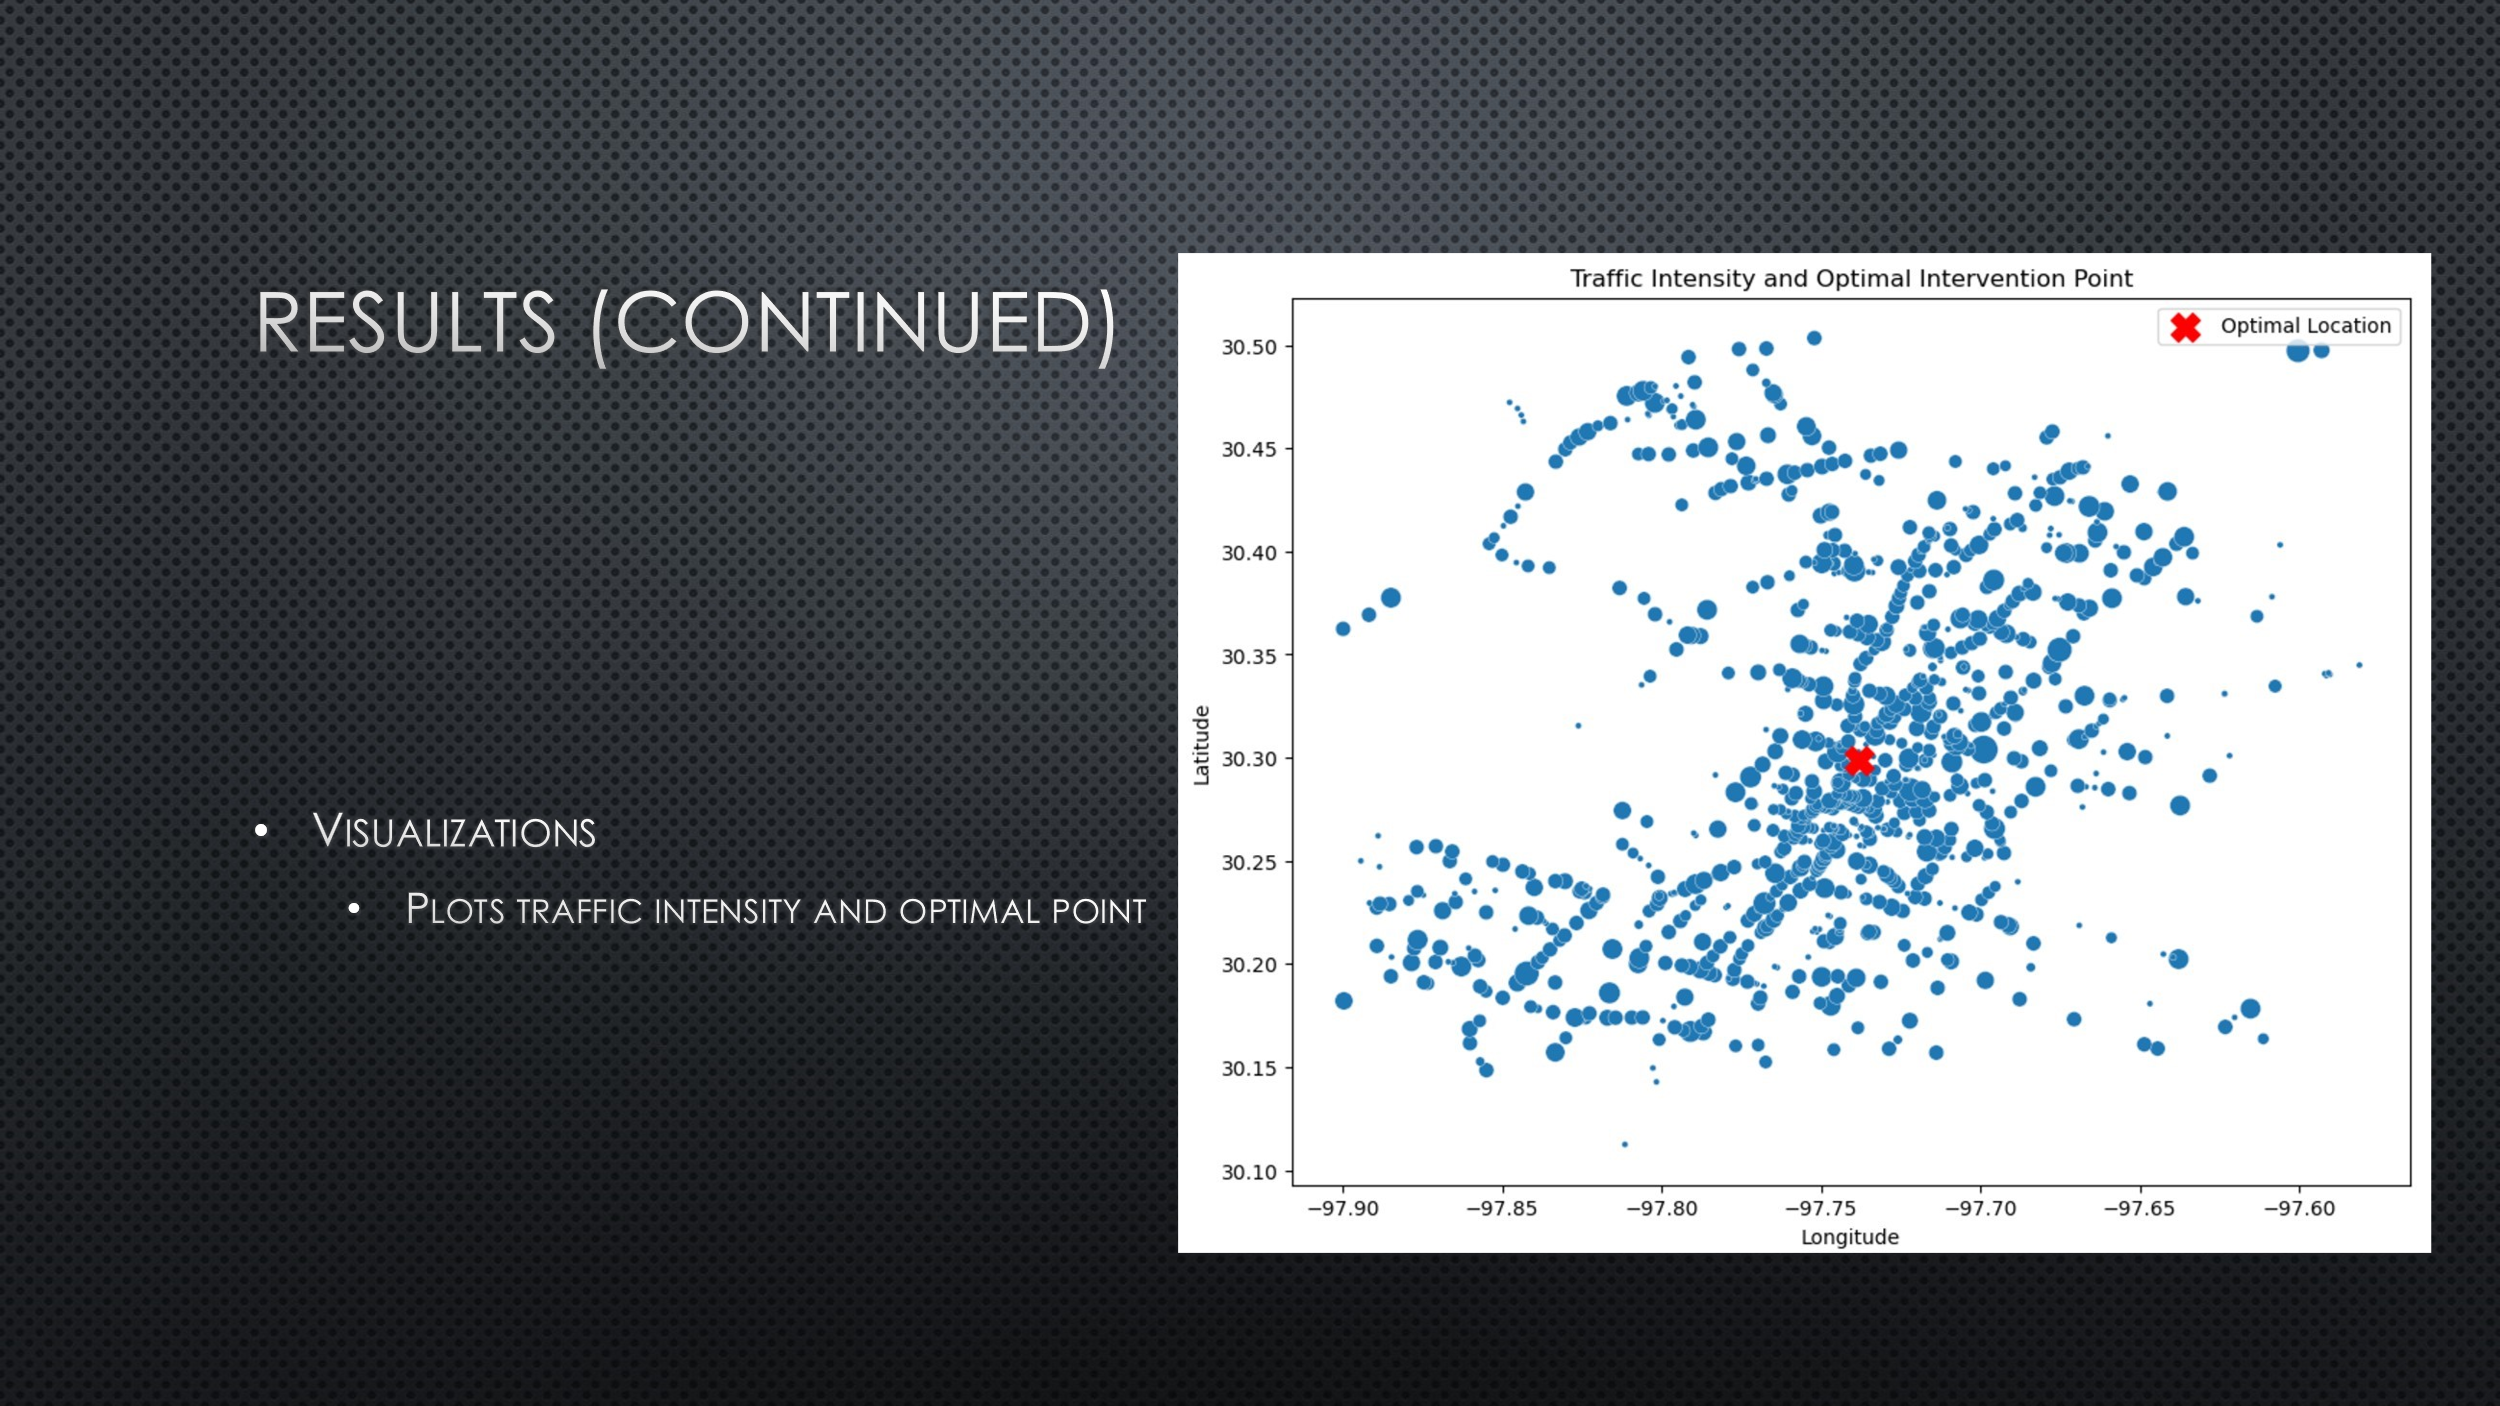 RESULTS (CONTINUED)
• VISUALIZATIONS
• PLOTS TRAFFIC INTENSITY AND OPTIMAL POINT
Traffic Intensity and Optimal Intervention Point
Optimal Location
30.50
30.45
30.40
30.35
30.30
30.25
30.20
30.15
30.10
Latitude
−97.90 −97.85 −97.80 −97.75 −97.70 −97.65 −97.60
Longitude